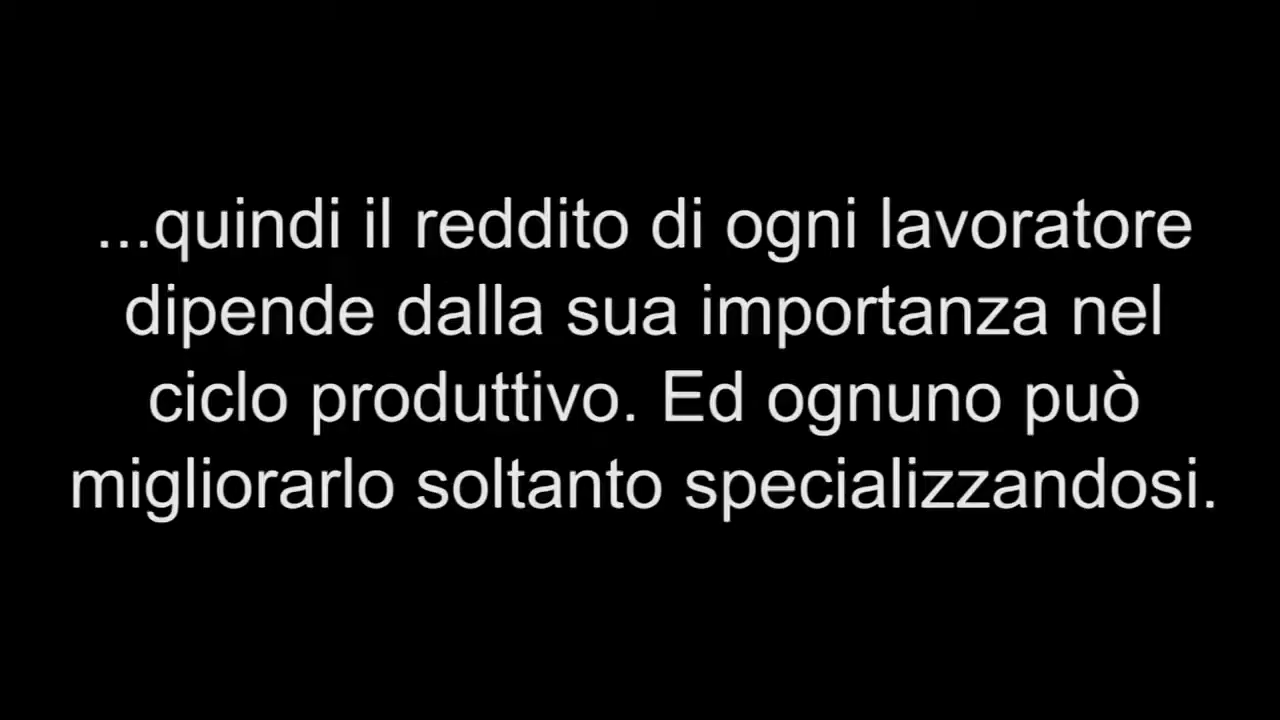 ...quindi il reddito di ogni lavoratore
dipende dalla sua importanza nel
ciclo produttivo. Ed ognuno può
migliorarlo soltanto specializzandosi.